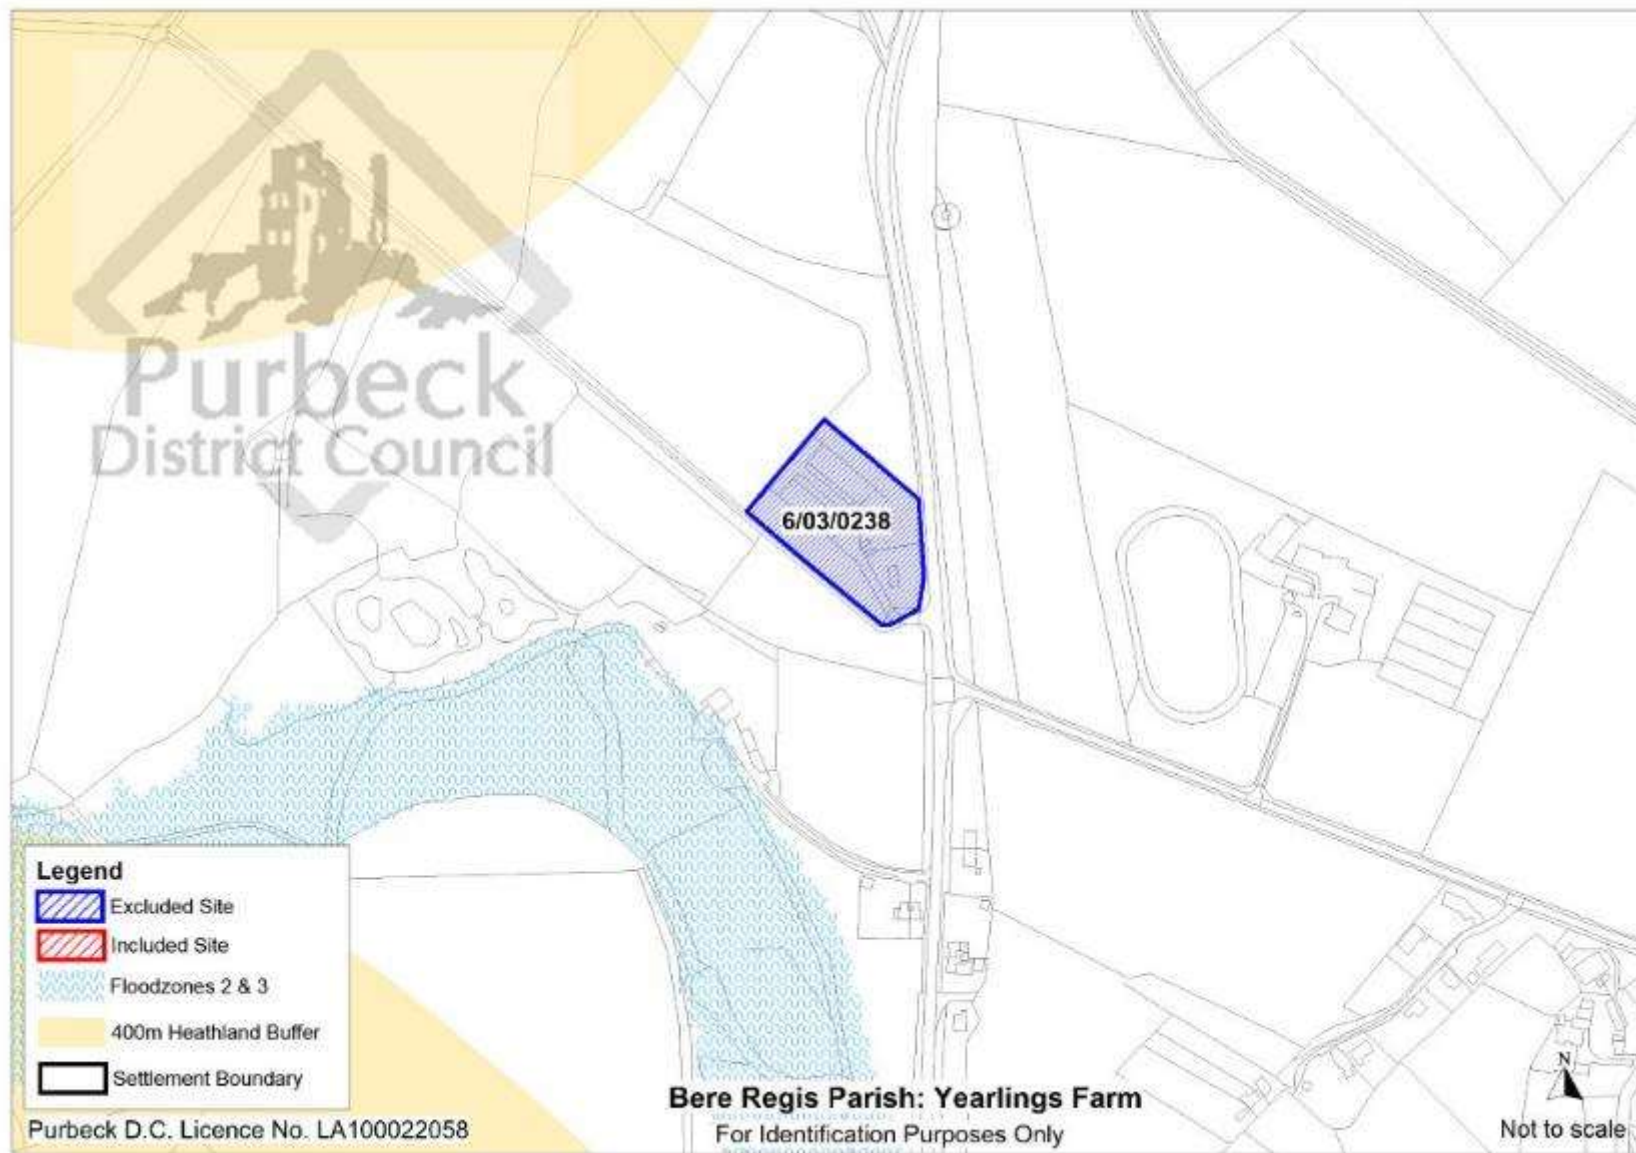 Purbeck
District Council
6/03/0238
Legend
Excluded Site
Included Site
Floodzones 2 & 3
400m Heathland Buffer
Settlement Boundary
Purbeck D.C. Licence No. LA100022058
Bere Regis Parish: Yearlings Farm
For Identification Purposes Only
N
Not to scale